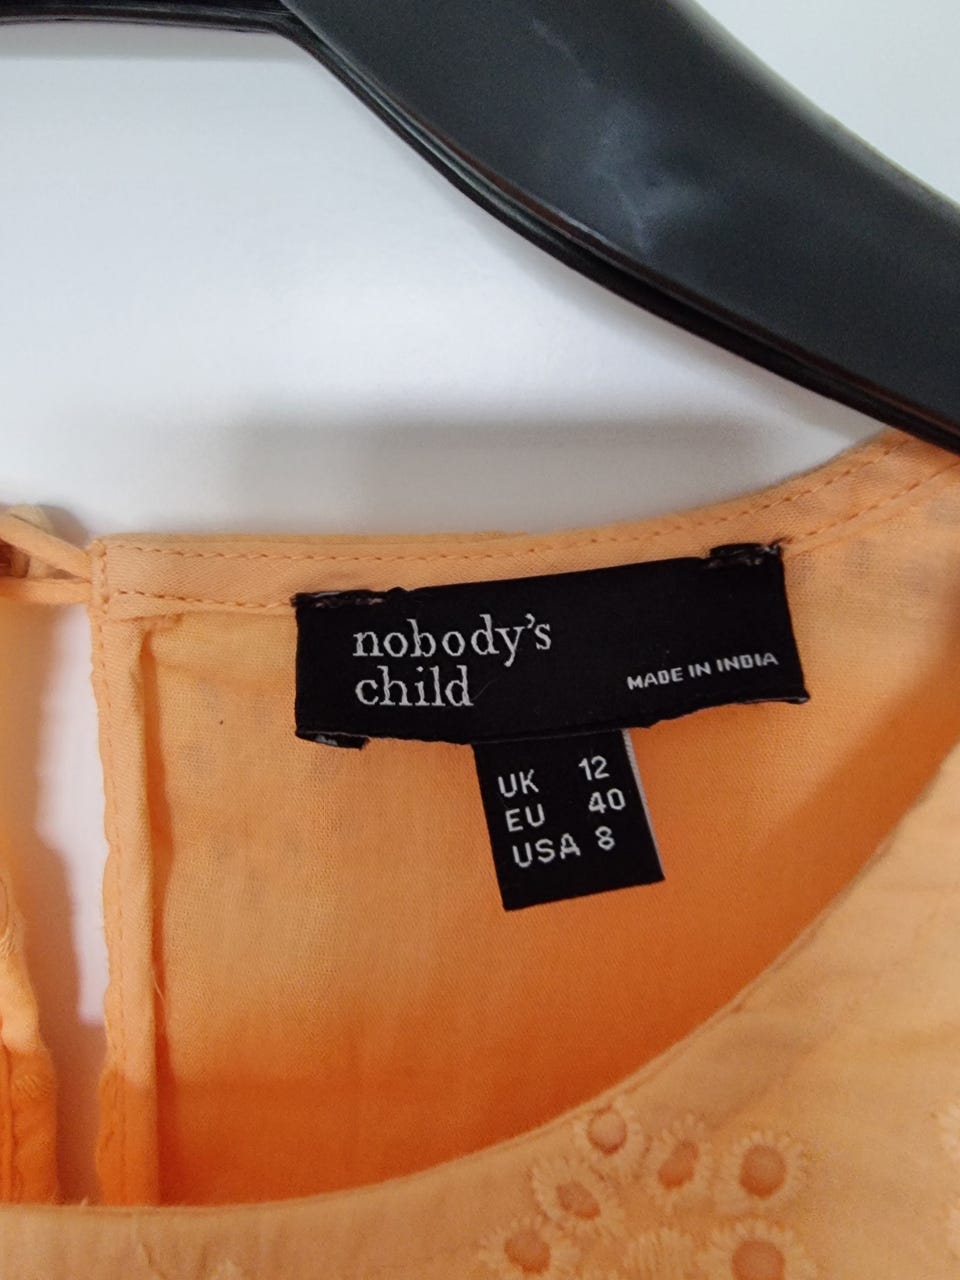 nobody's
child
MADE IN INDIA
UK 12
EU 40
USA 8